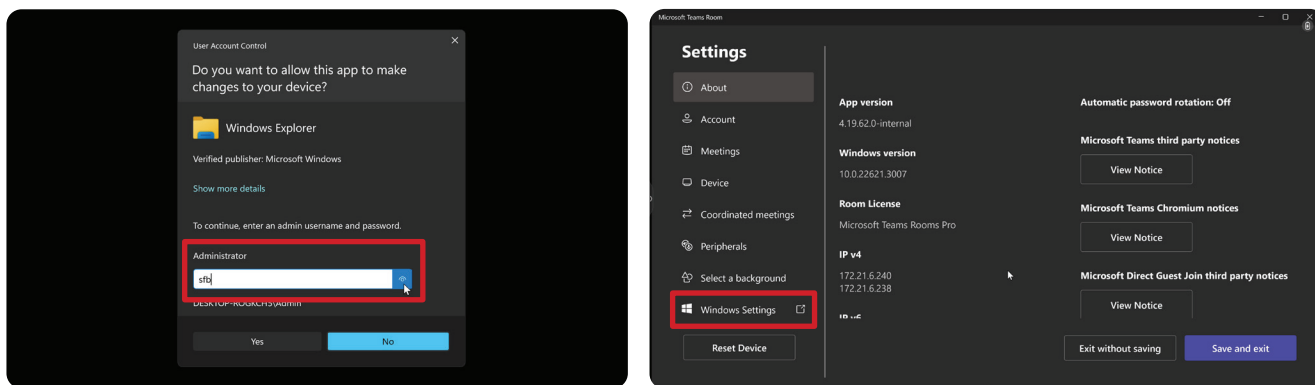 User Account Control
Do you want to allow this app to make
changes to your device?
Windows Explorer
Verified publisher: Microsoft Windows
Show more details
To continue, enter an admin username and password.
Administrator
sfb
DESKTOP-ROGKCH5\Admin
Yes
No
Microsoft Teams Room
Settings
About
Account
Meetings
Device
Coordinated meetings
Peripherals
Select a background
Windows Settings
Reset Device
App version
4.19.62.0-internal
Windows version
10.0.22621.3007
Room License
Microsoft Teams Rooms Pro
IP v4
172.21.6.240
172.21.6.238
IP v6
Automatic password rotation: Off
Microsoft Teams third party notices
View Notice
Microsoft Teams Chromium notices
View Notice
Microsoft Direct Guest Join third party notices
View Notice
Exit without saving
Save and exit